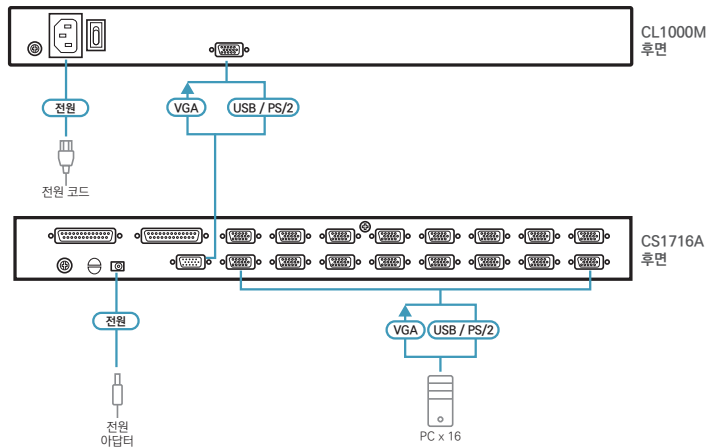 CL1000M
후면
전원
VGA
USB / PS/2
전원 코드
CS1716A
후면
전원
VGA
USB / PS/2
전원
아답터
PC x 16